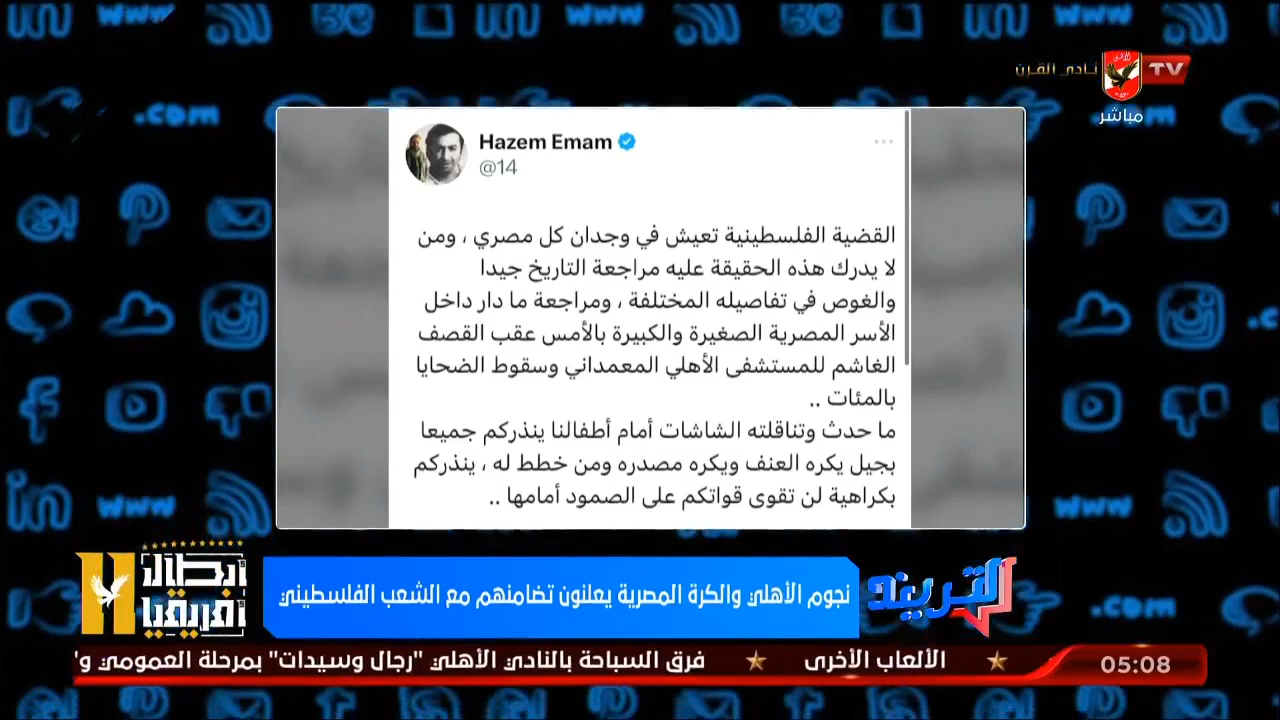 نادي القرن
TV
مباشر
Hazem Emam
@14
القضية الفلسطينية تعيش في وجدان كل مصري ، ومن
لا يدرك هذه الحقيقة عليه مراجعة التاريخ جيدا
والغوص في تفاصيله المختلفة ، ومراجعة ما دار داخل
الأسر المصرية الصغيرة والكبيرة بالأمس عقب القصف
الغاشم للمستشفى الأهلي المعمداني وسقوط الضحايا
بالمئات ..
ما حدث وتناقلته الشاشات أمام أطفالنا ينذركم جميعا
بجيل يكره العنف ويكره مصدره ومن خطط له ، ينذركم
بكراهية لن تقوى قواتكم على الصمود أمامها ..
التريند
نجوم الأهلي والكرة المصرية يعلنون تضامنهم مع الشعب الفلسطيني
أبطال
أفريقيا
11
05:08
الألعاب الأخرى
فرق السباحة بالنادي الأهلي "رجال وسيدات" بمرحلة العمومي و"
www
.com